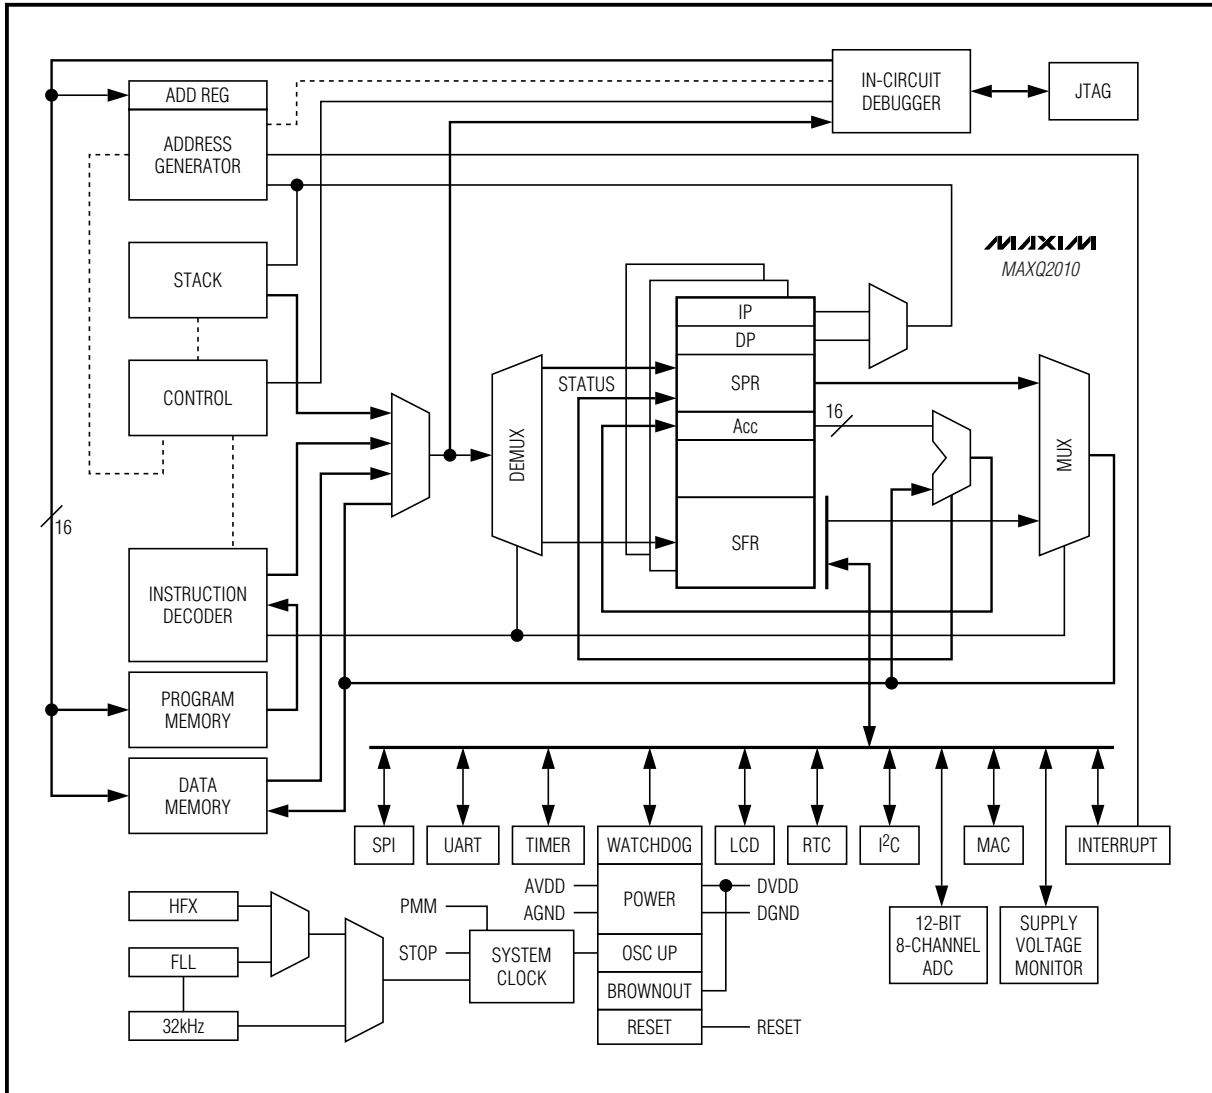 ADD REG
ADDRESS
GENERATOR
IN-CIRCUIT
DEBUGGER
JTAG
STACK
MAXIM
MAXQ2010
IP
DP
STATUS
SPR
CONTROL
16
Acc
DEMUX
MUX
16
SFR
INSTRUCTION
DECODER
PROGRAM
MEMORY
DATA
MEMORY
SPI
UART
TIMER
WATCHDOG
LCD
RTC
I²C
MAC
INTERRUPT
AVDD
AGND
POWER
DVDD
DGND
HFX
PMM
12-BIT
8-CHANNEL
ADC
SUPPLY
VOLTAGE
MONITOR
FLL
STOP
SYSTEM
CLOCK
OSC UP
BROWNOUT
32kHz
RESET
RESET